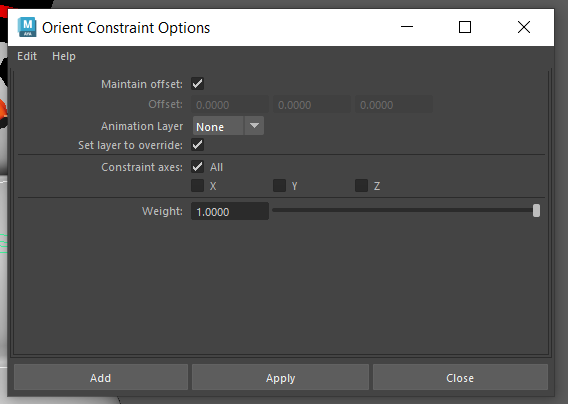 M
AYA
Orient Constraint Options
Edit Help
Maintain offset:
Offset: 0.0000 0.0000 0.0000
Animation Layer None
Set layer to override:
Constraint axes: All
X Y Z
Weight: 1.0000
Add Apply Close